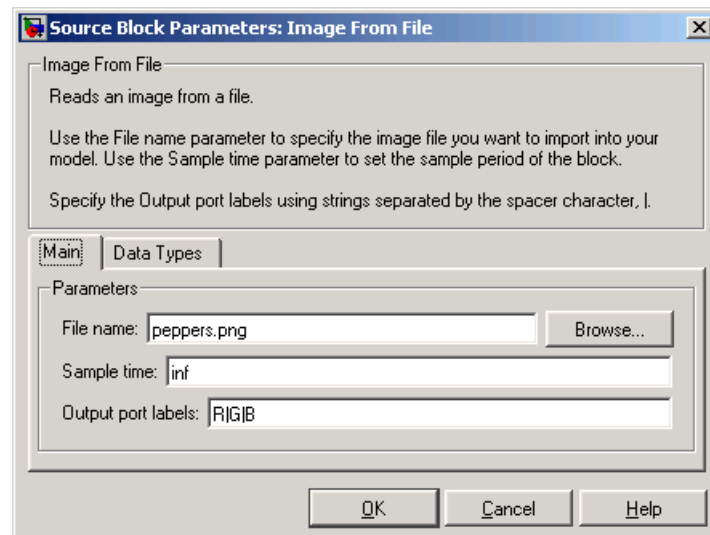 Source Block Parameters: Image From File
Image From File
Reads an image from a file.
Use the File name parameter to specify the image file you want to import into your
model. Use the Sample time parameter to set the sample period of the block.
Specify the Output port labels using strings separated by the spacer character, |.
Main Data Types
Parameters
File name: peppers.png Browse...
Sample time: inf
Output port labels: R|G|B
OK Cancel Help